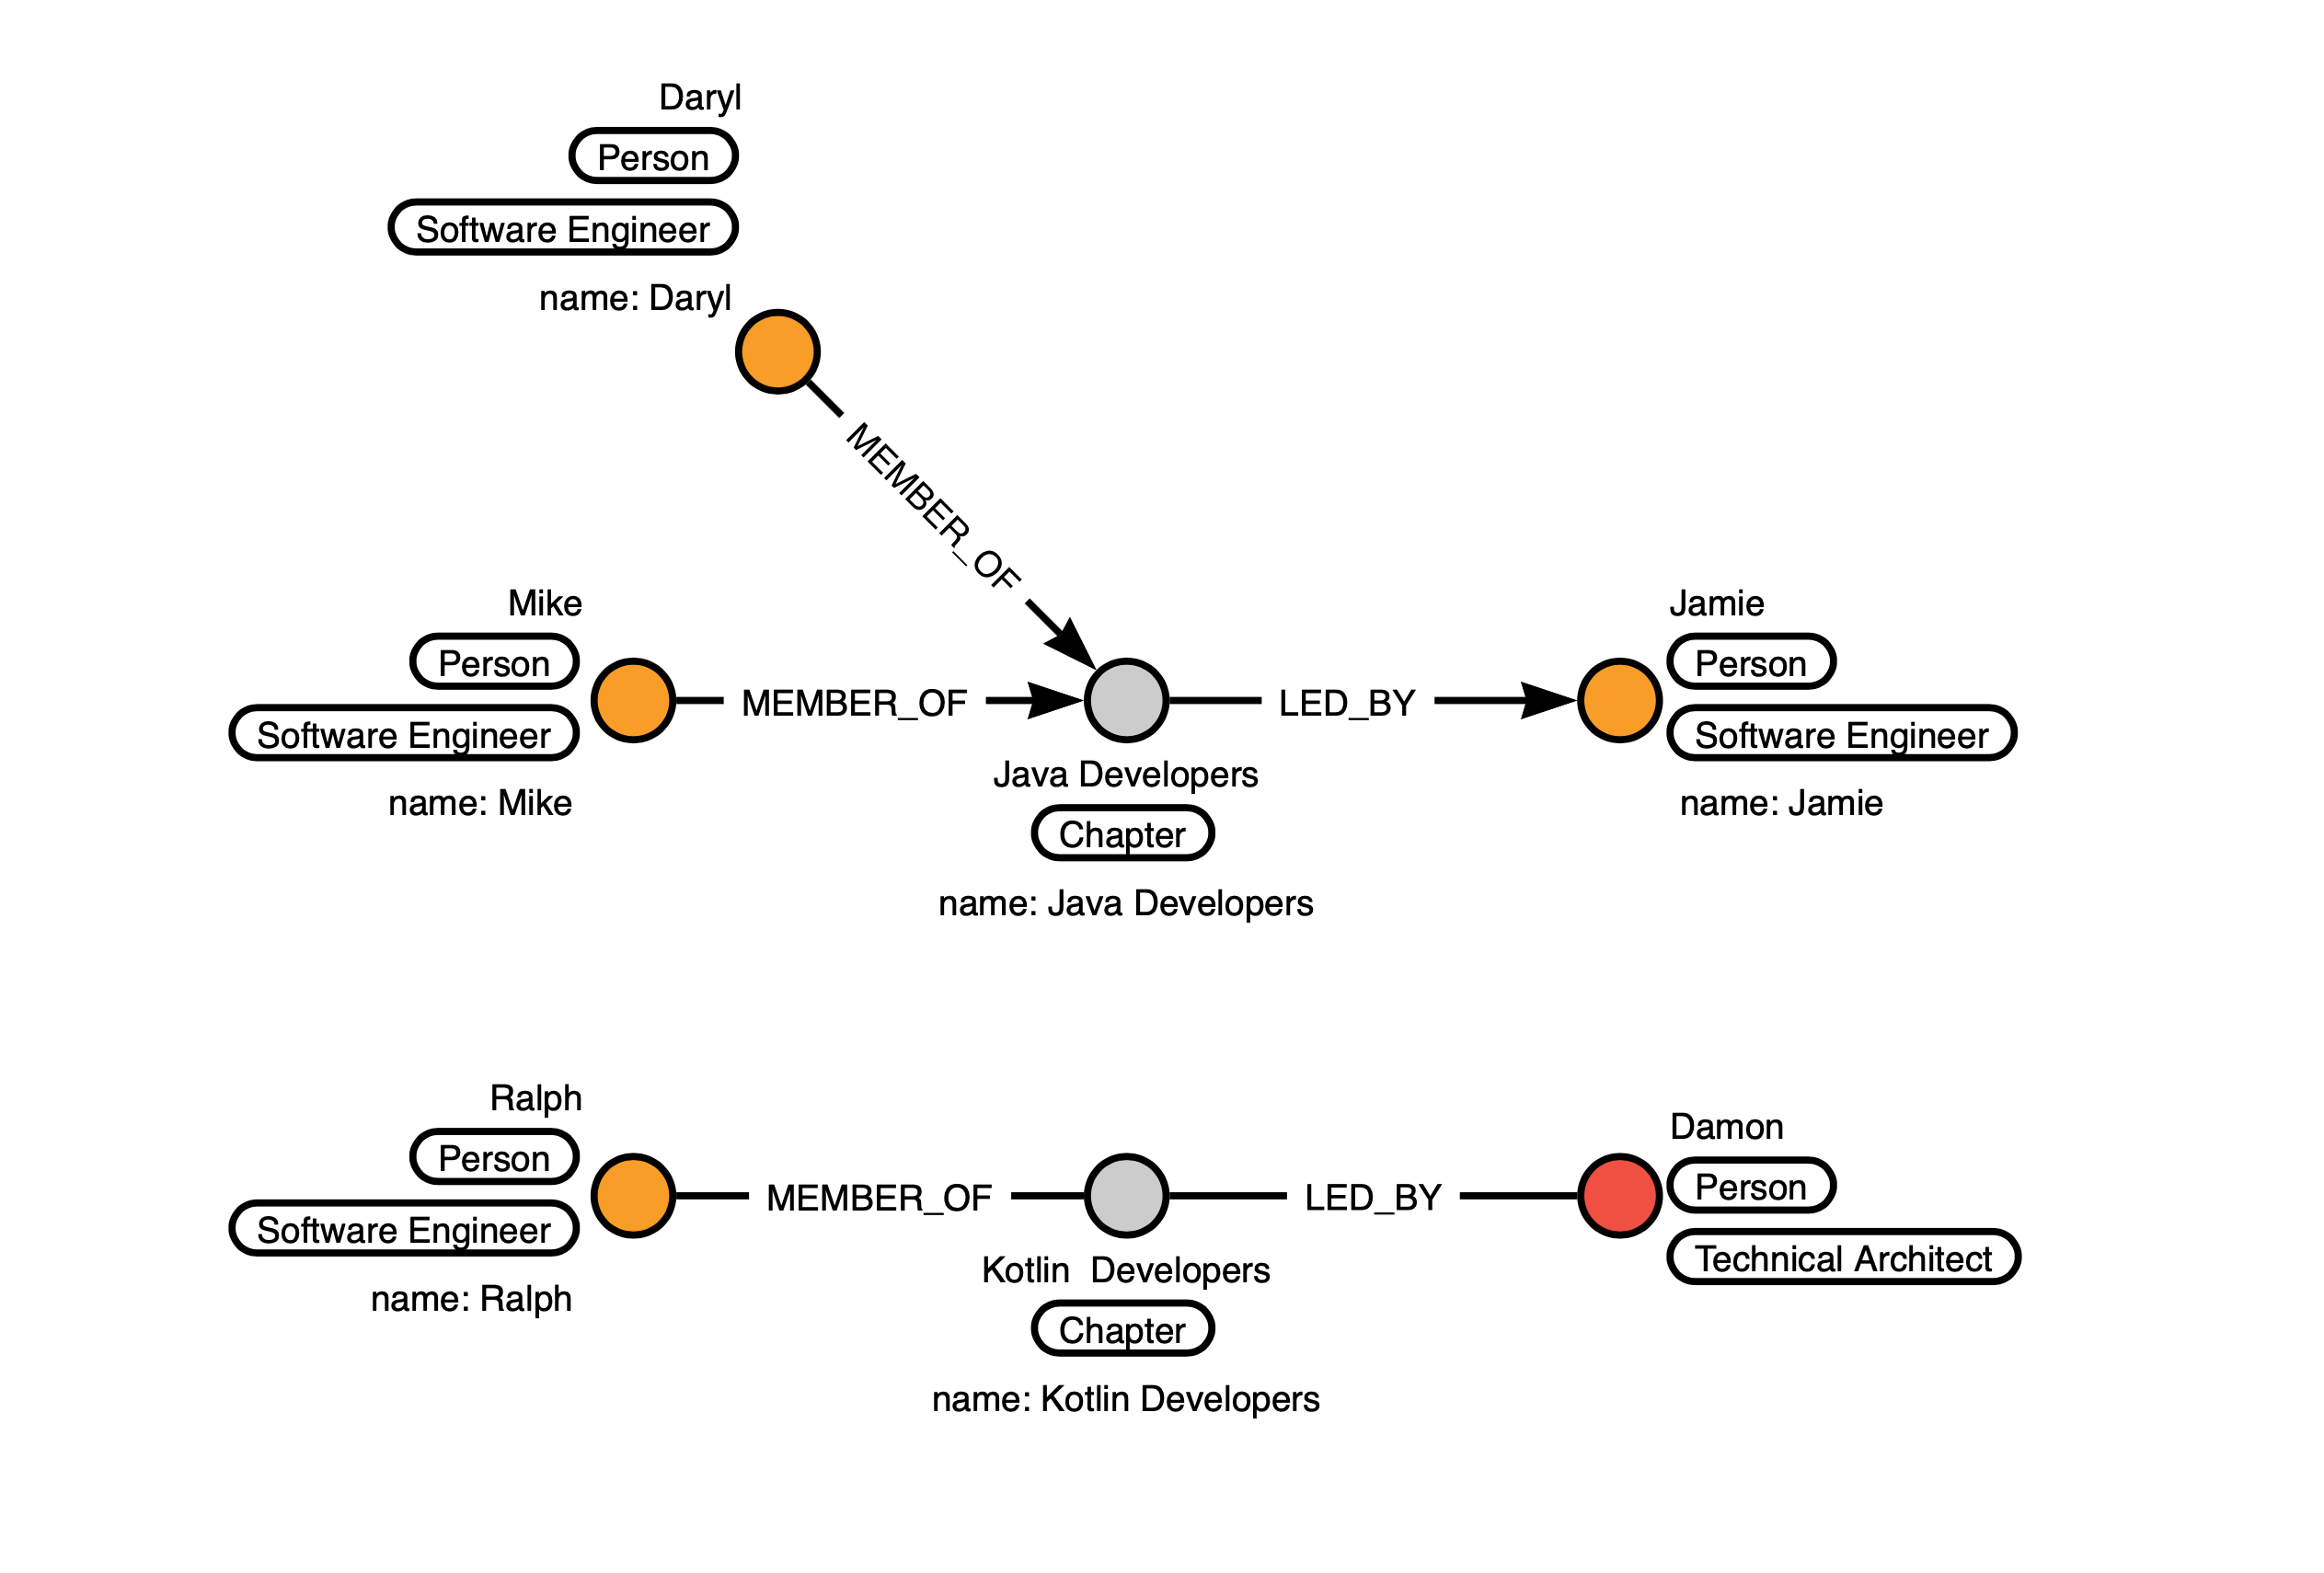 Daryl
Person
Software Engineer
name: Daryl
MEMBER_OF
Mike
Person
Software Engineer
name: Mike
MEMBER_OF
Java Developers
Chapter
name: Java Developers
LED_BY
Jamie
Person
Software Engineer
name: Jamie
Ralph
Person
Software Engineer
name: Ralph
MEMBER_OF
Kotlin  Developers
Chapter
name: Kotlin Developers
LED_BY
Damon
Person
Technical Architect